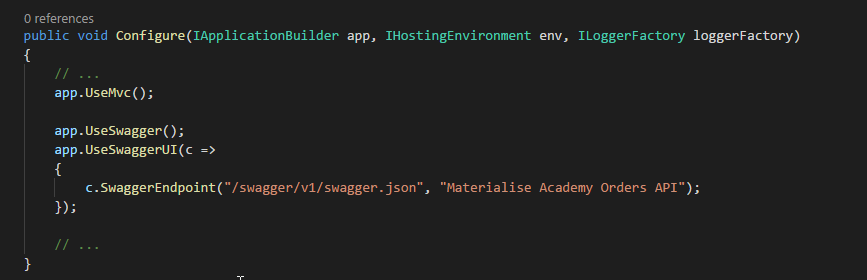 0 references
public void Configure(IApplicationBuilder app, IHostingEnvironment env, ILoggerFactory loggerFactory)
{
// ...
app.UseMvc();
app.UseSwagger();
app.UseSwaggerUI(c =>
{
c.SwaggerEndpoint("/swagger/v1/swagger.json", "Materialise Academy Orders API");
});
// ...
}